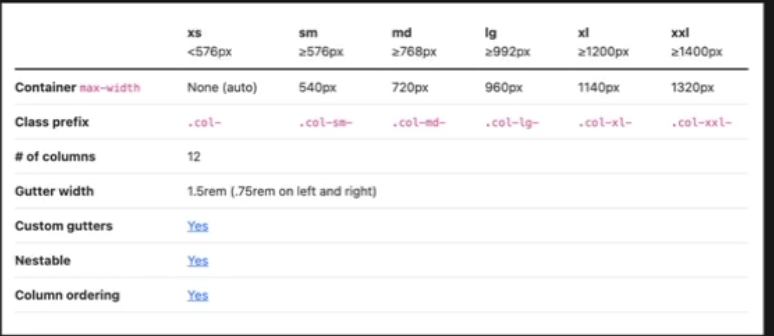 xs sm md lg xl xxl
<576px ≥576px ≥768px ≥992px ≥1200px ≥1400px
Container max-width None (auto) 540px 720px 960px 1140px 1320px
Class prefix .col- .col-sm- .col-md- .col-lg- .col-xl- .col-xxl-
# of columns 12
Gutter width 1.5rem (.75rem on left and right)
Custom gutters Yes
Nestable Yes
Column ordering Yes